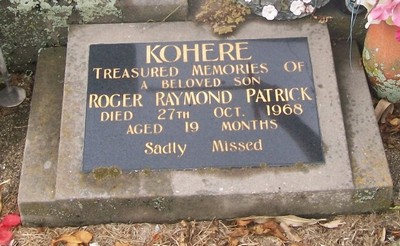 KOHERE
TREASURED MEMORIES OF
A BELOVED SON
ROGER RAYMOND PATRICK
DIED 27TH OCT. 1968
AGED 19 MONTHS
Sadly Missed